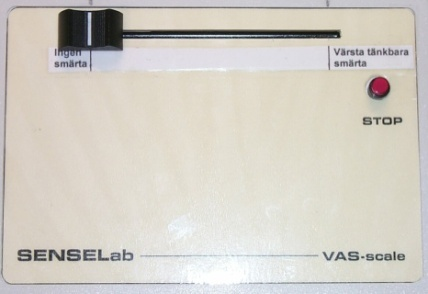 Ingen
smärta
Värsta tänkbara
smärta
STOP
SENSELab
VAS-scale